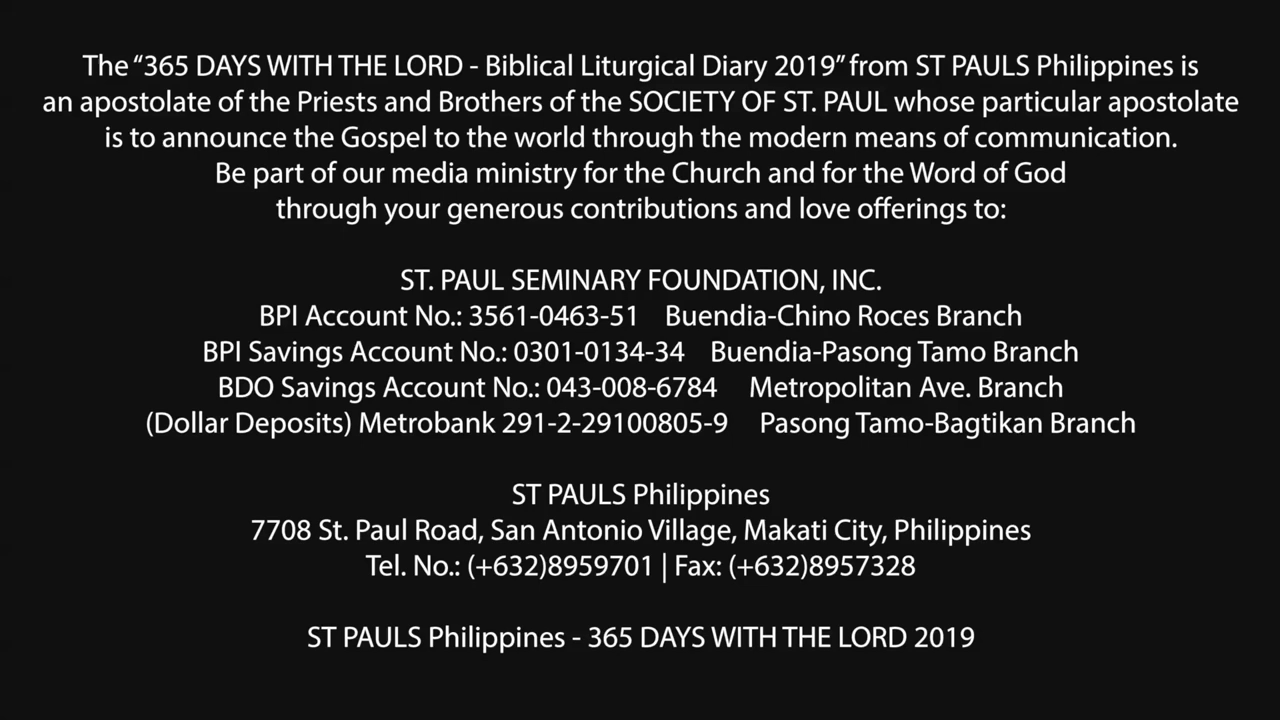 The “365 DAYS WITH THE LORD - Biblical Liturgical Diary 2019” from ST PAULS Philippines is
an apostolate of the Priests and Brothers of the SOCIETY OF ST. PAUL whose particular apostolate
is to announce the Gospel to the world through the modern means of communication.
Be part of our media ministry for the Church and for the Word of God
through your generous contributions and love offerings to:
ST. PAUL SEMINARY FOUNDATION, INC.
BPI Account No.: 3561-0463-51 Buendia-Chino Roces Branch
BPI Savings Account No.: 0301-0134-34 Buendia-Pasong Tamo Branch
BDO Savings Account No.: 043-008-6784 Metropolitan Ave. Branch
(Dollar Deposits) Metrobank 291-2-29100805-9 Pasong Tamo-Bagtikan Branch
ST PAULS Philippines
7708 St. Paul Road, San Antonio Village, Makati City, Philippines
Tel. No.: (+632)8959701 | Fax: (+632)8957328
ST PAULS Philippines - 365 DAYS WITH THE LORD 2019